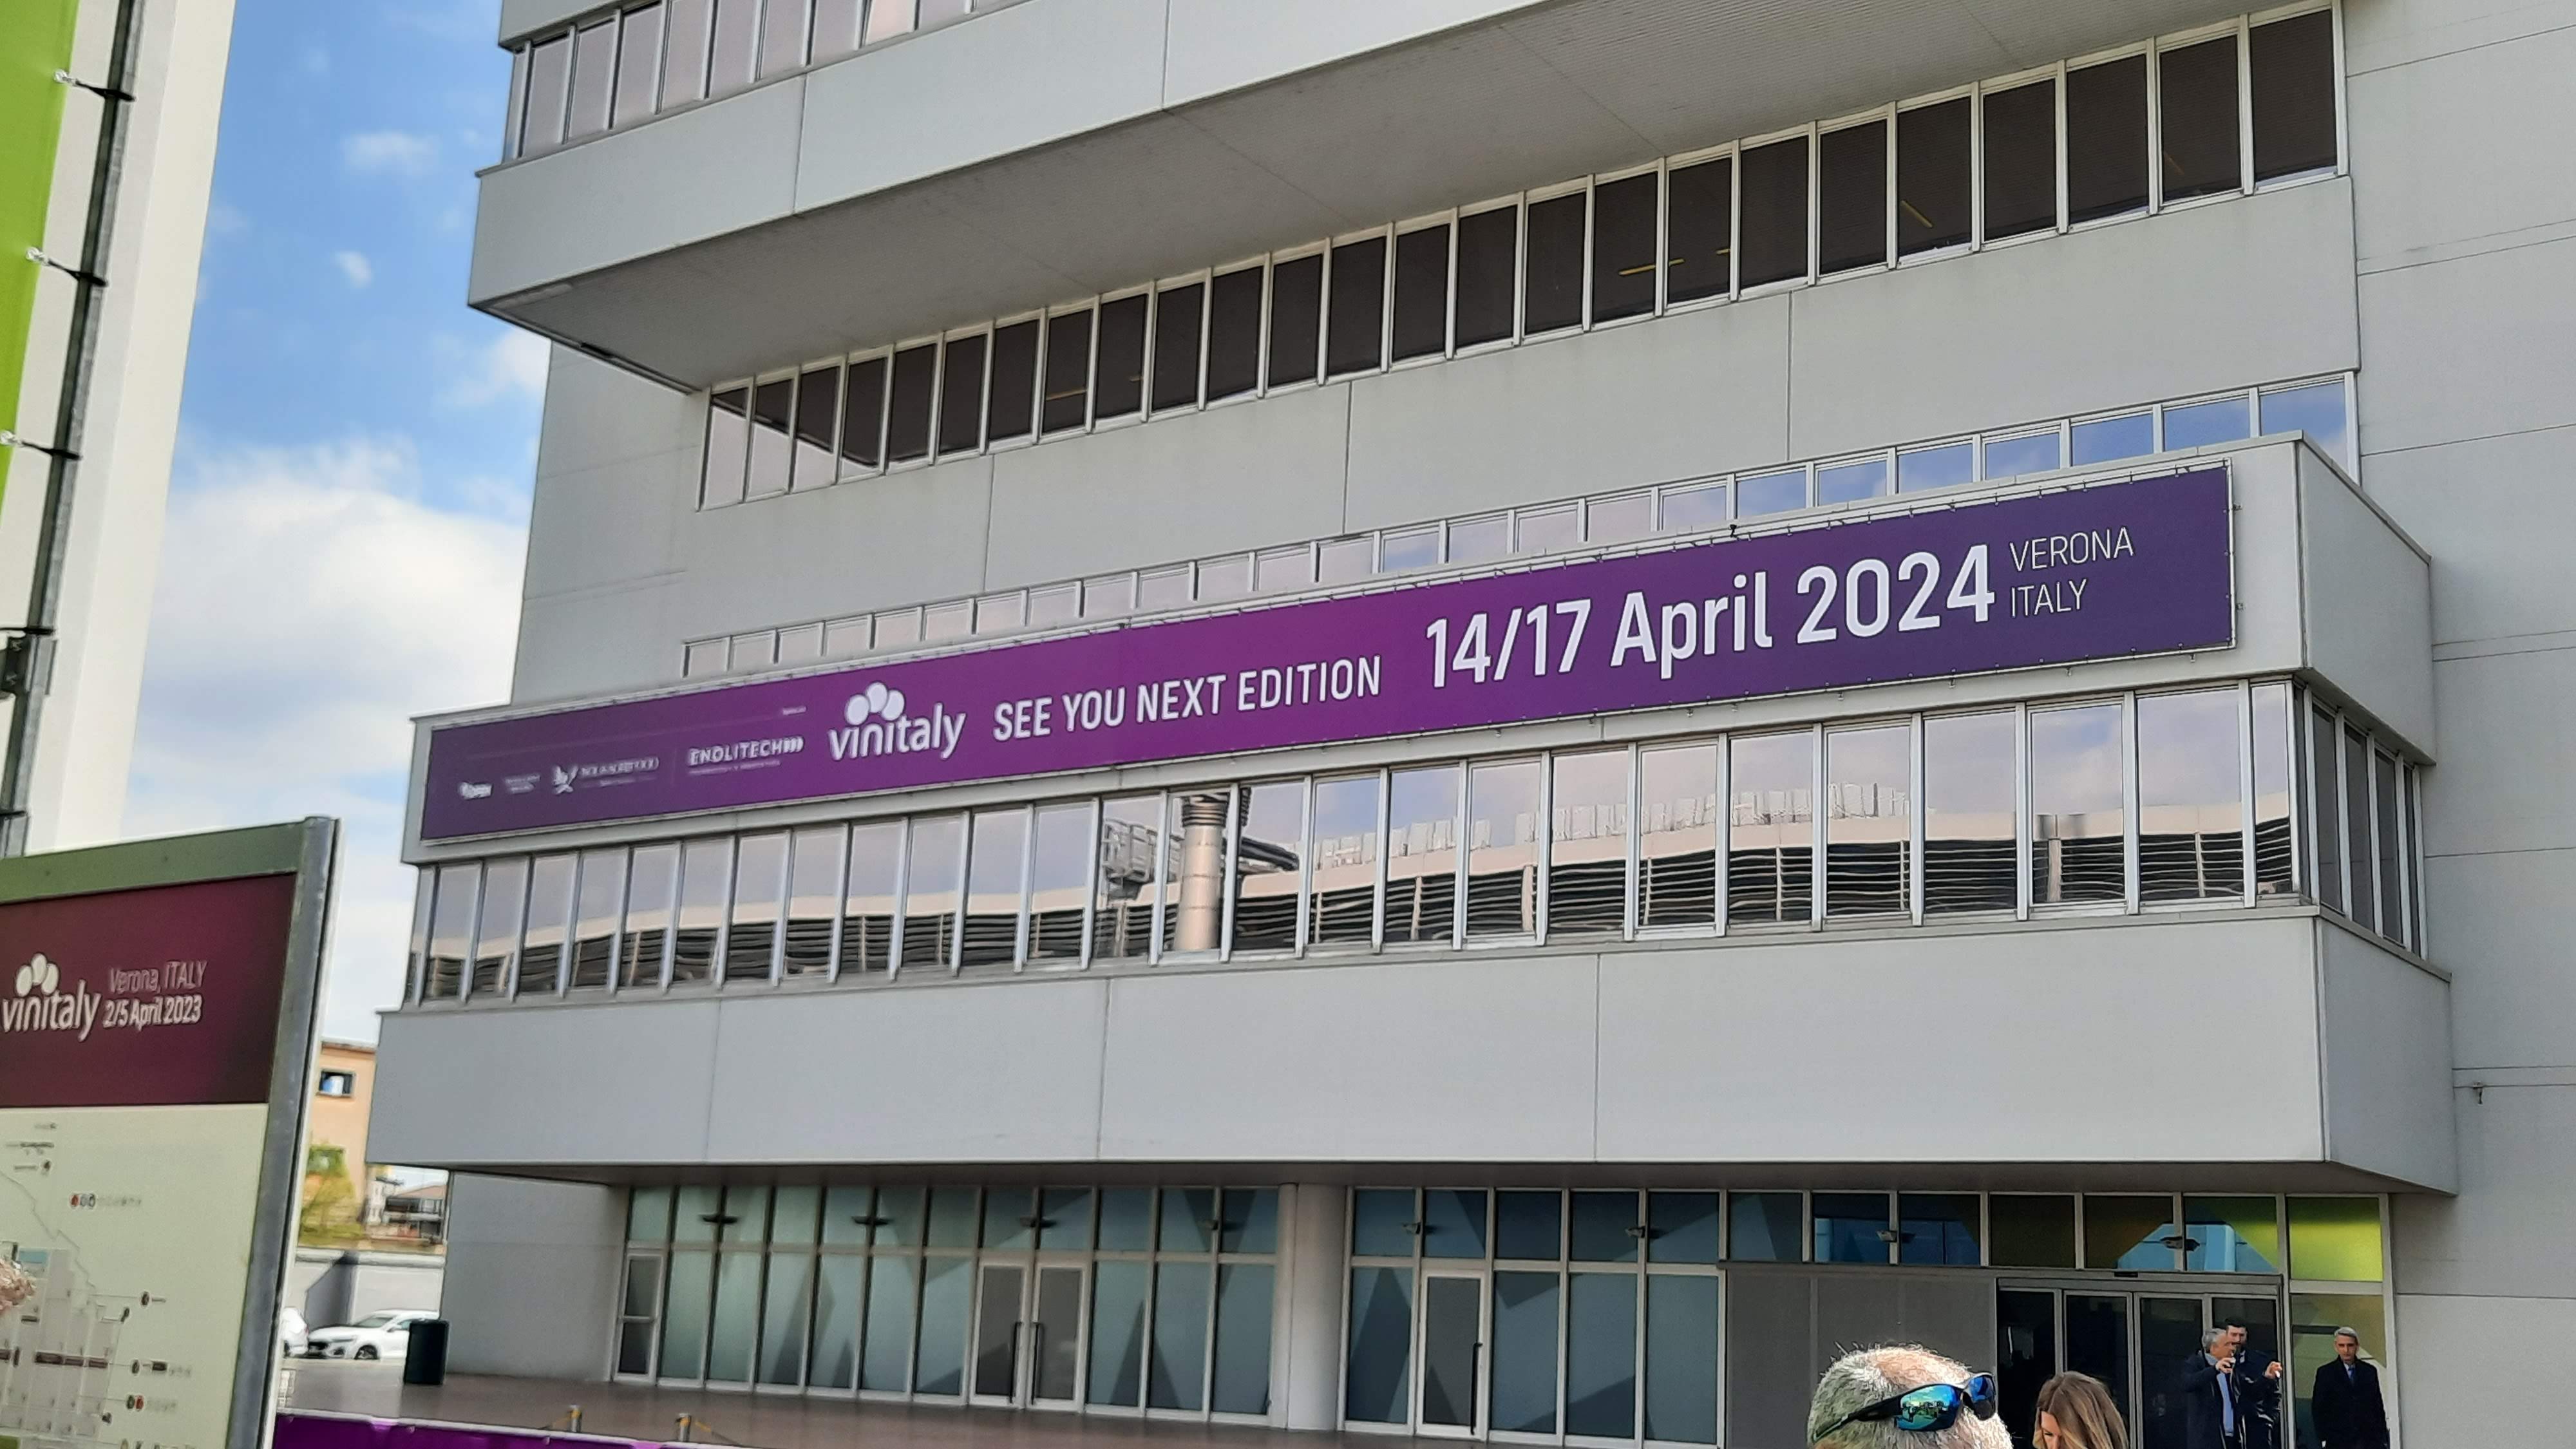 ENOLITECH
vinitaly SEE YOU NEXT EDITION 14/17 April 2024 VERONA
ITALY
vinitaly Verona, ITALY
2/5 April 2023